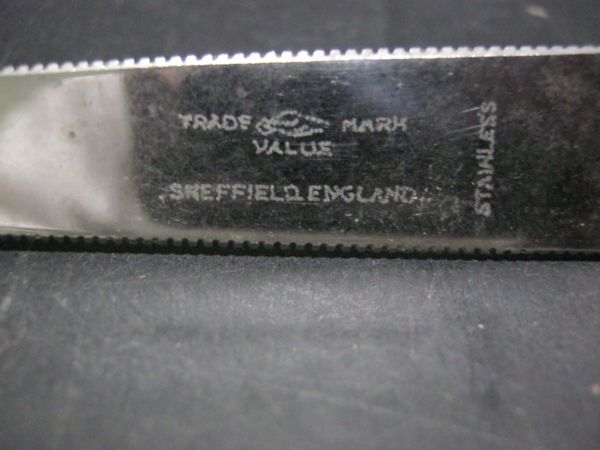 TRADE MARK
VALUE
SHEFFIELD ENGLAND
STAINLESS